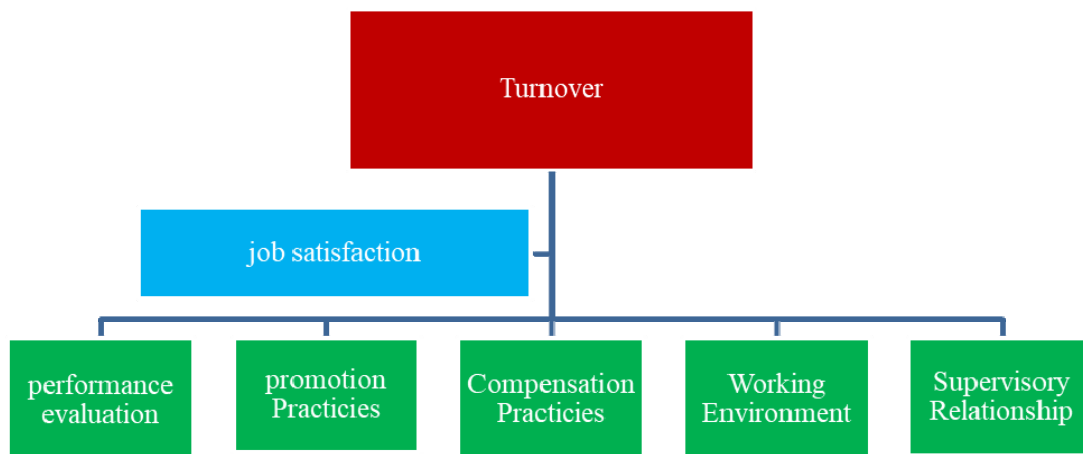 Turnover
job satisfaction
performance
evaluation
promotion
Practicies
Compensation
Practicies
Working
Environment
Supervisory
Relationship